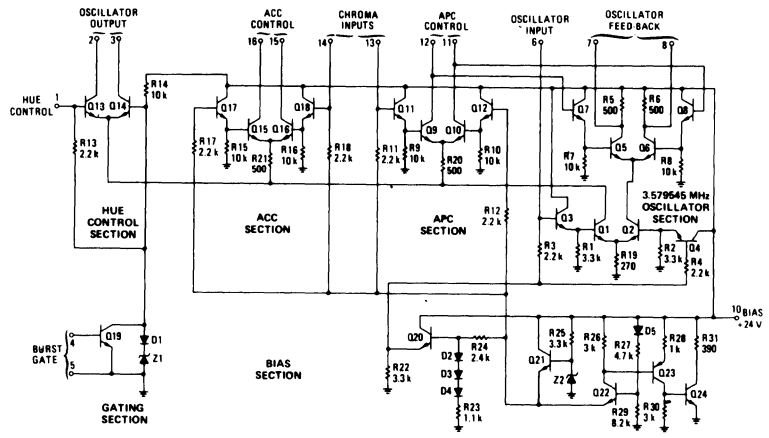 OSCILLATOR OUTPUT
2 3
ACC CONTROL
16 15
CHROMA INPUTS
14 13
APC CONTROL
12 11
OSCILLATOR INPUT
6
OSCILLATOR FEED-BACK
7 8
R14 10k
HUE CONTROL 1
Q13 Q14
Q17
Q18
Q11
Q12
Q7
R5 500
R6 500
Q8
R13 2.2k
R17 2.2k
R15 10k
Q15
Q16
R21 500
R16 10k
R18 2.2k
R11 2.2k
R9 10k
Q9
Q10
R20 500
R10 10k
Q5
Q6
R7 10k
R8 10k
HUE CONTROL SECTION
ACC SECTION
APC SECTION
R12 2.2k
3.579545 MHz OSCILLATOR SECTION
Q3
Q1
Q2
Q4
R3 2.2k
R1 3.3k
R19 270
R2 3.3k
R4 2.2k
10 BIAS +24 V
BURST GATE
4
5
Q19
D1
Z1
GATING SECTION
BIAS SECTION
Q20
R22 3.3k
D2
D3
D4
R23 1.1k
R24 2.4k
Q21
R25 3.3k
Z2
R26 3k
Q22
D5
R27 4.7k
R29 8.2k
R28 1k
Q23
R30 3k
R31 390
Q24